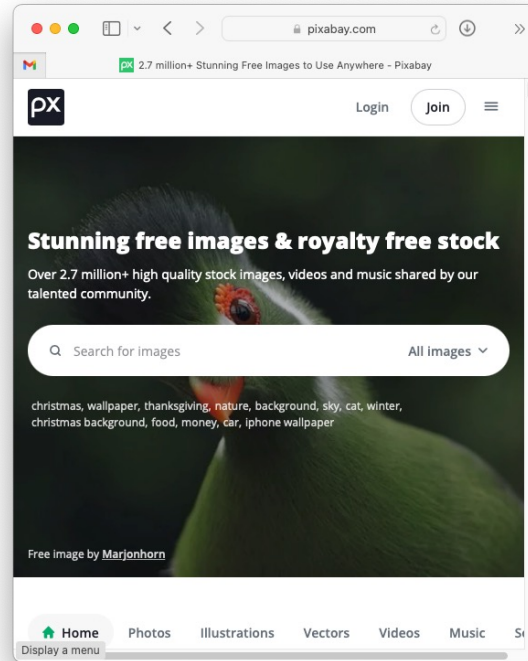 pixabay.com
2.7 million+ Stunning Free Images to Use Anywhere - Pixabay
px
Login
Join
Stunning free images & royalty free stock
Over 2.7 million+ high quality stock images, videos and music shared by our
talented community.
Search for images
All images
christmas, wallpaper, thanksgiving, nature, background, sky, cat, winter,
christmas background, food, money, car, iphone wallpaper
Free image by Marjonhorn
Home Photos Illustrations Vectors Videos Music
Display a menu